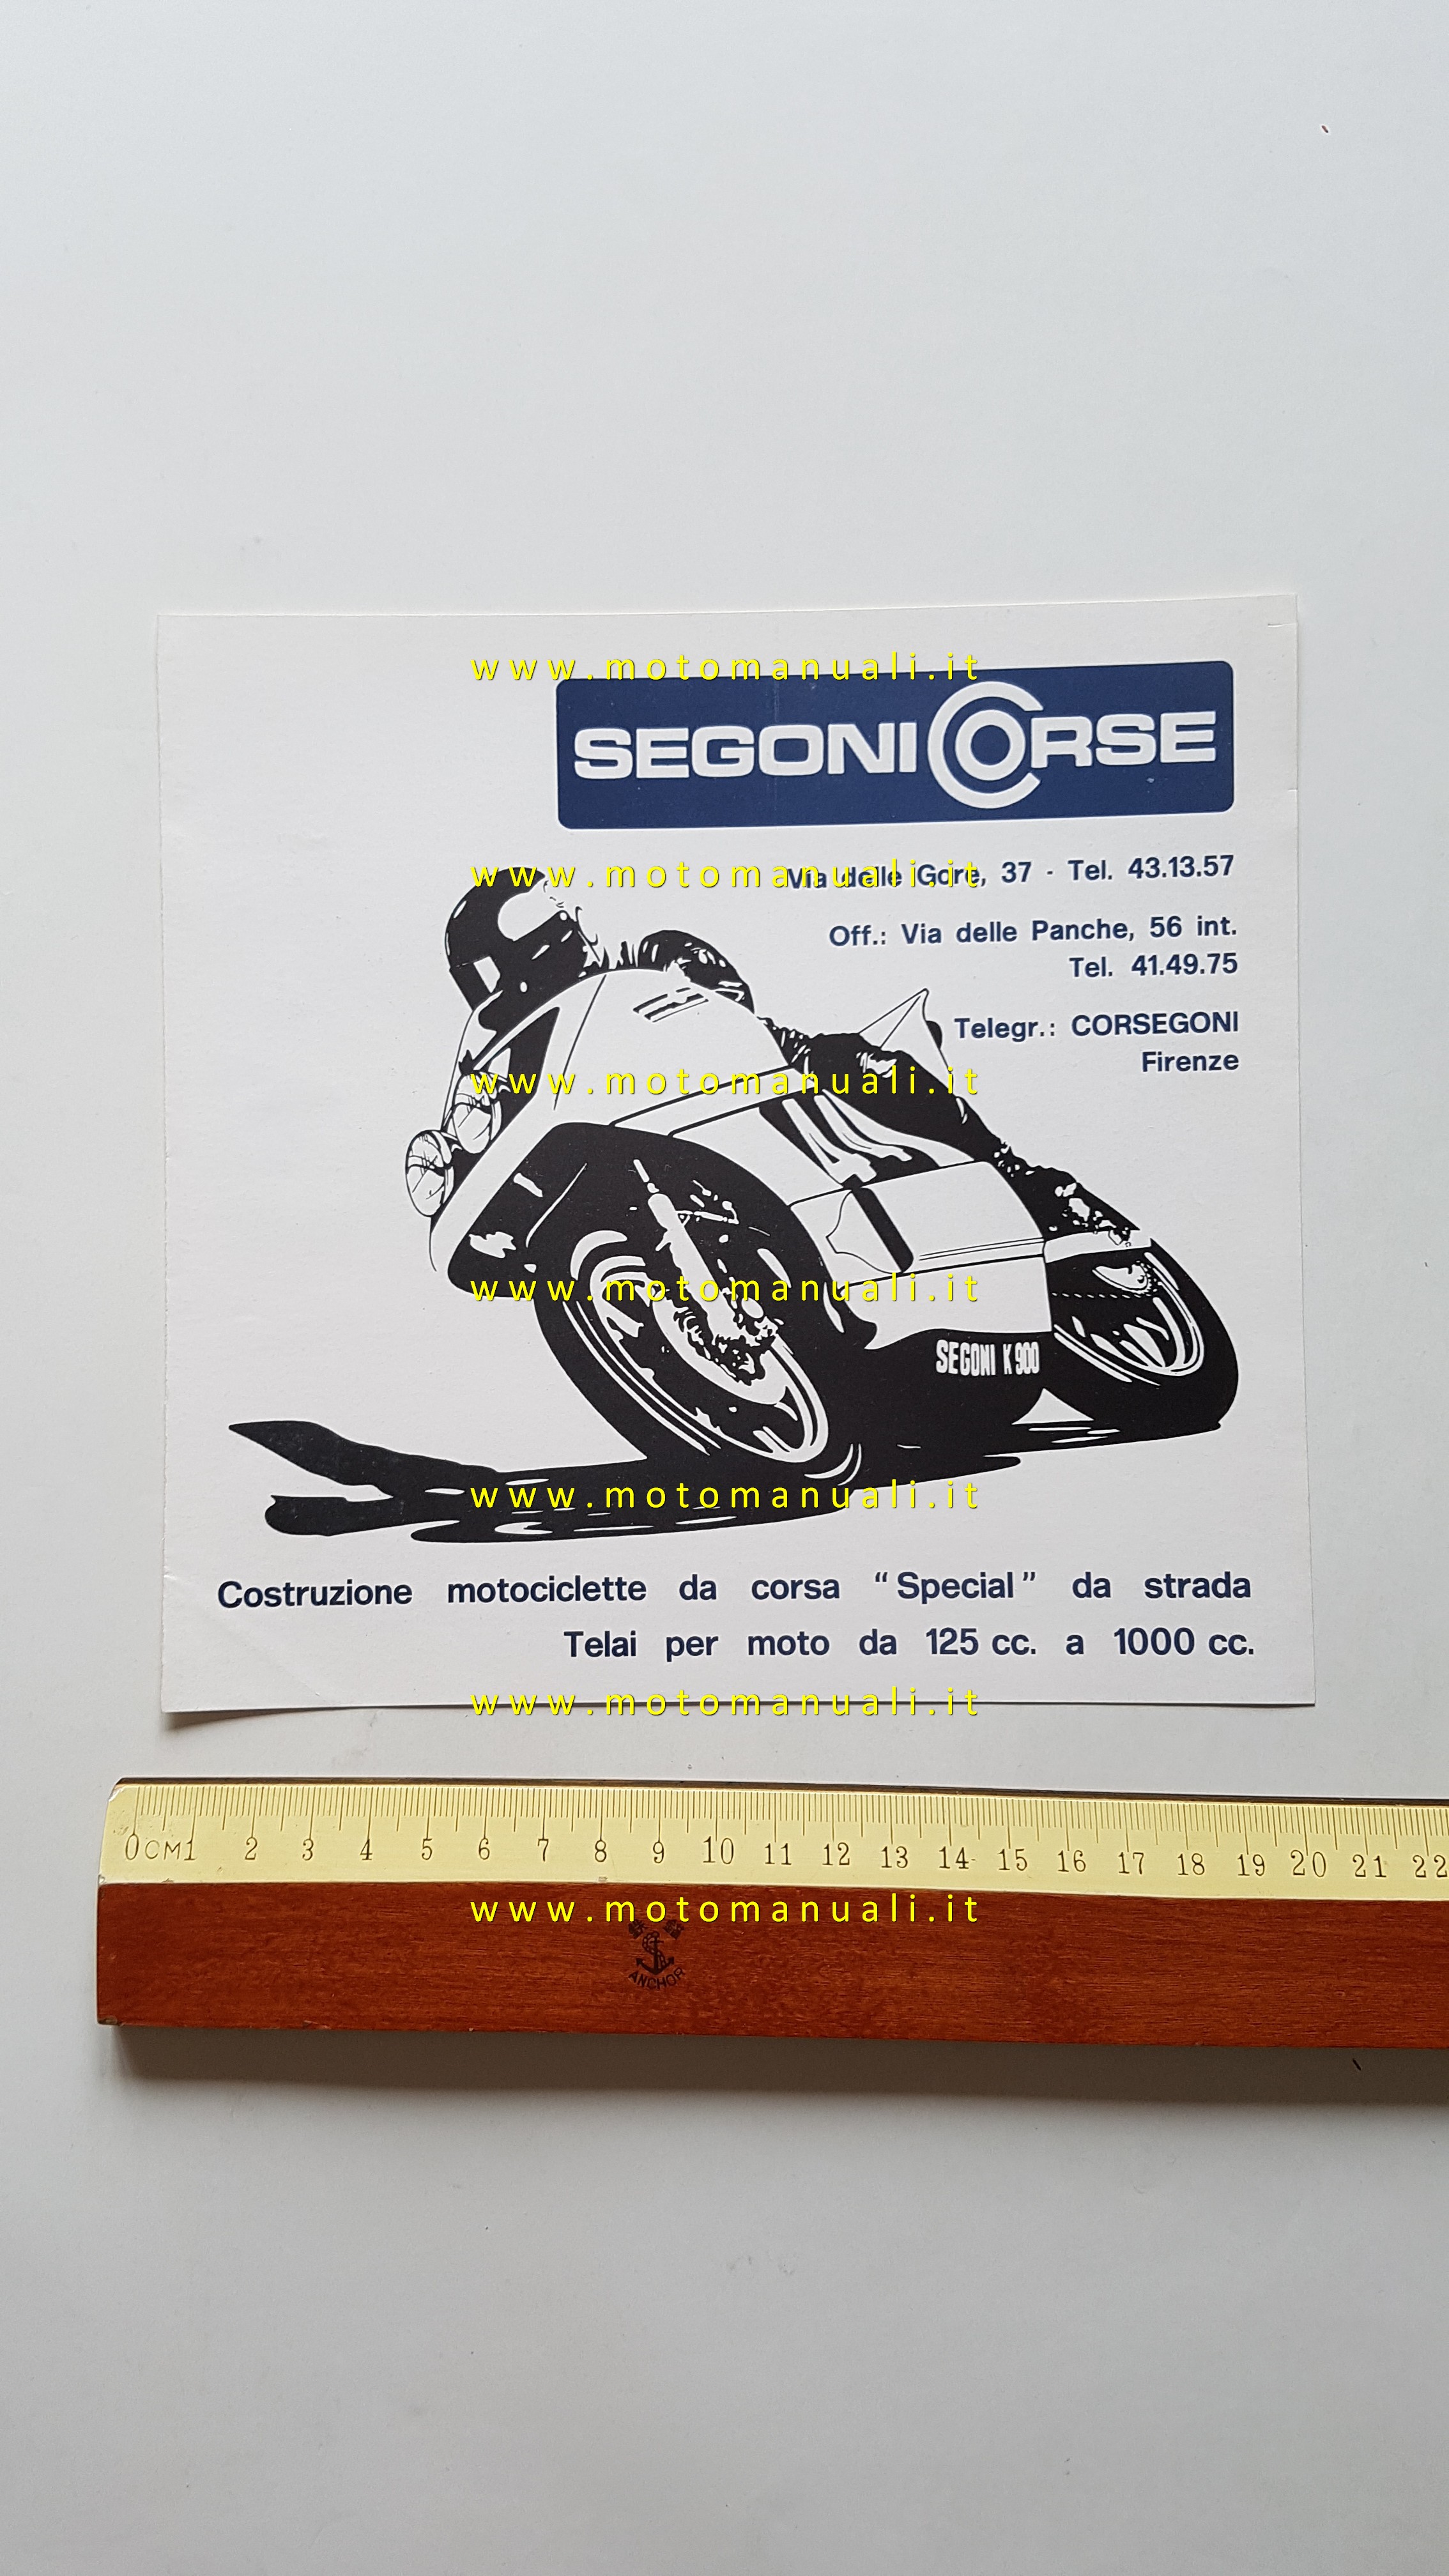 www.motomanuali.it
SEGONI CORSE
www.motomanuali.it
Via delle Gore, 37 - Tel. 43.13.57
Off.: Via delle Panche, 56 int.
Tel. 41.49.75
Telegr.: CORSEGONI
Firenze
www.motomanuali.it
www.motomanuali.it
SEGONI K900
www.motomanuali.it
Costruzione motociclette da corsa “Special” da strada
Telai per moto da 125 cc. a 1000 cc.
www.motomanuali.it
0CM1 2 3 4 5 6 7 8 9 10 11 12 13 14 15 16 17 18 19 20 21 22
www.motomanuali.it
ANCHOR